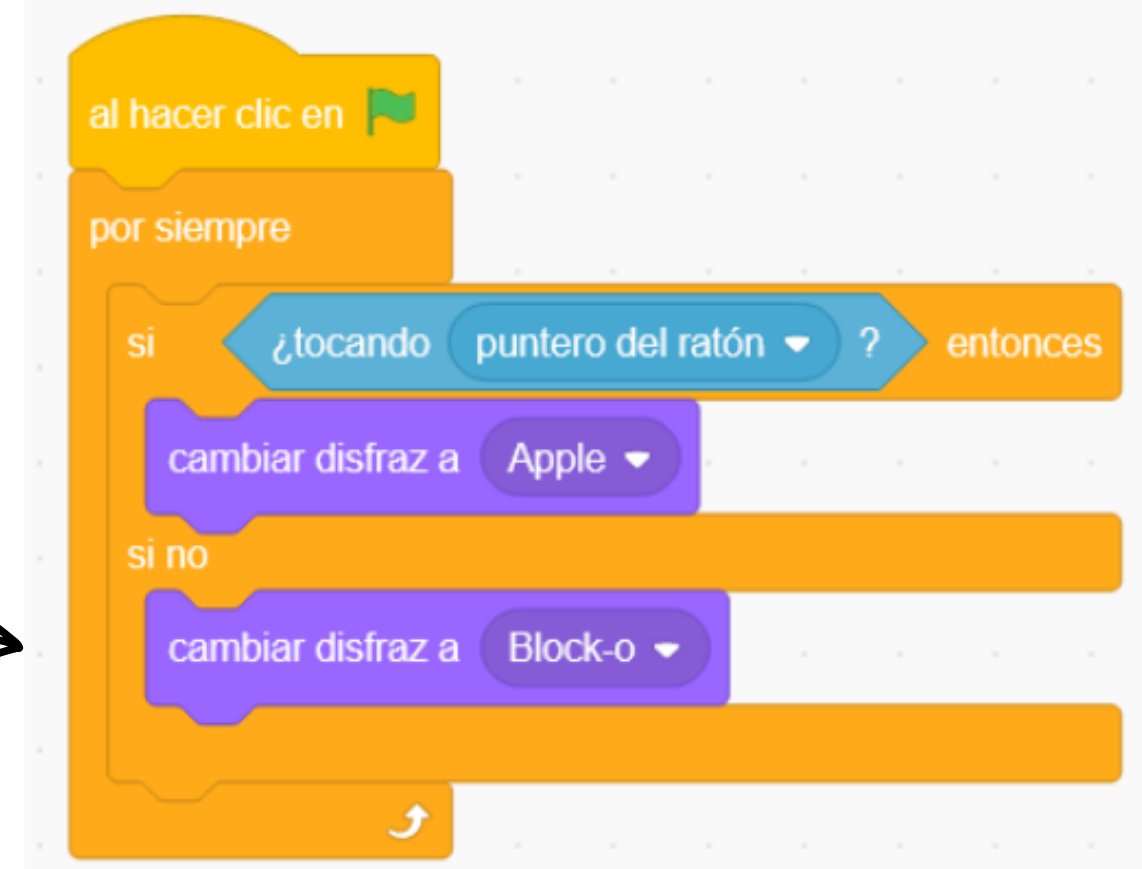 al hacer clic en
por siempre
si ¿tocando puntero del ratón ? entonces
cambiar disfraz a Apple
si no
cambiar disfraz a Block-o